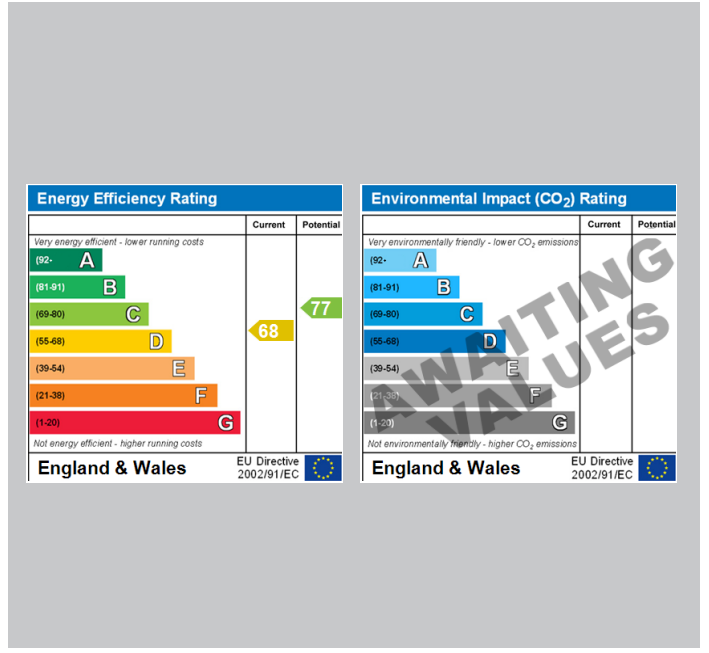 Energy Efficiency Rating
Current Potential
Very energy efficient - lower running costs
(92- A
(81-91) B
(69-80) C
(55-68) D
(39-54) E
(21-38) F
(1-20) G
68
77
Not energy efficient - higher running costs
England & Wales
EU Directive
2002/91/EC
Environmental Impact (CO2) Rating
Current Potential
Very environmentally friendly - lower CO2 emissions
(92- A
(81-91) B
(69-80) C
(55-68) D
(39-54) E
(21-38) F
(1-20) G
AWAITING
VALUES
Not environmentally friendly - higher CO2 emissions
England & Wales
EU Directive
2002/91/EC